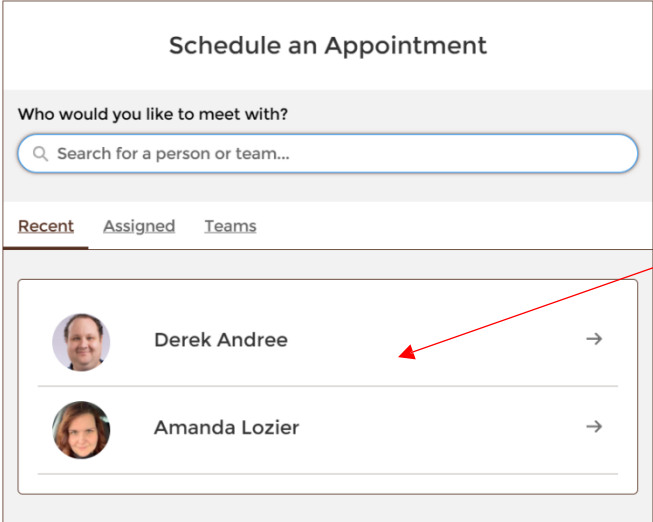 Schedule an Appointment
Who would you like to meet with?
Search for a person or team...
Recent Assigned Teams
Derek Andree
Amanda Lozier